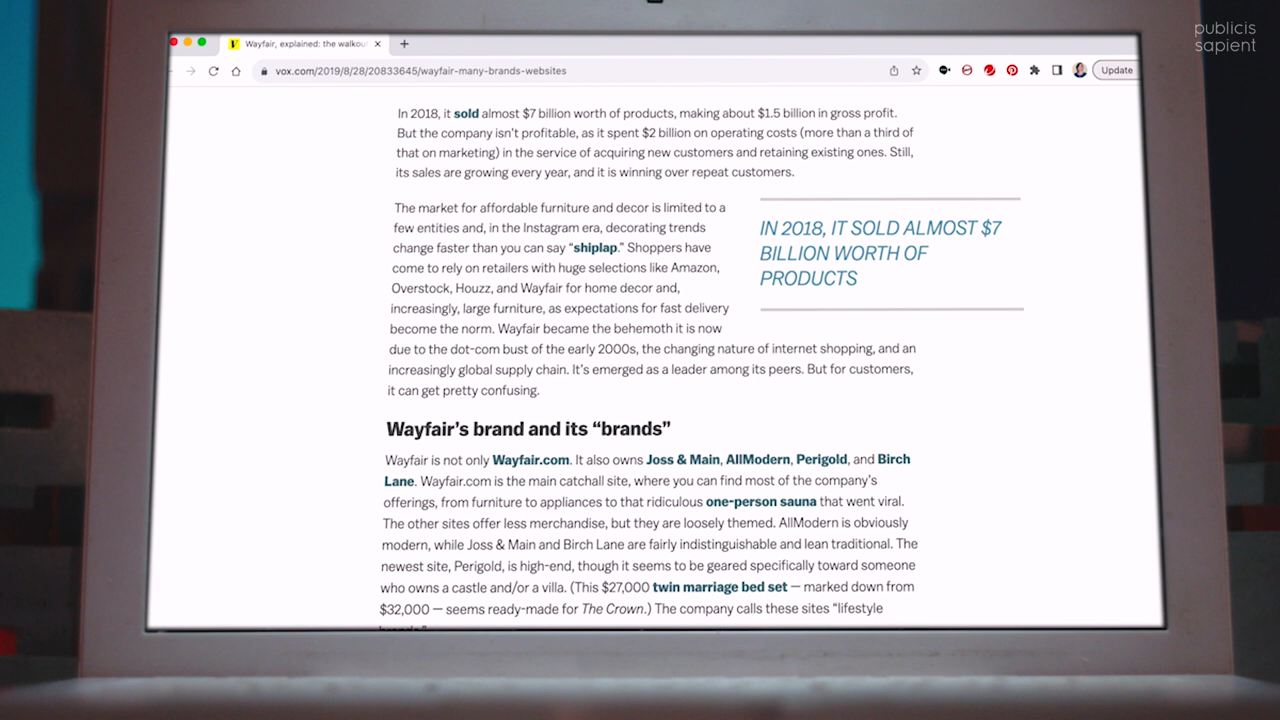 publicis
sapient
Wayfair, explained: the walkou
vox.com/2019/8/28/20833645/wayfair-many-brands-websites
Update
In 2018, it sold almost $7 billion worth of products, making about $1.5 billion in gross profit.
But the company isn't profitable, as it spent $2 billion on operating costs (more than a third of
that on marketing) in the service of acquiring new customers and retaining existing ones. Still,
its sales are growing every year, and it is winning over repeat customers.
The market for affordable furniture and decor is limited to a
few entities and, in the Instagram era, decorating trends
change faster than you can say “shiplap.” Shoppers have
come to rely on retailers with huge selections like Amazon,
Overstock, Houzz, and Wayfair for home decor and,
increasingly, large furniture, as expectations for fast delivery
become the norm. Wayfair became the behemoth it is now
due to the dot-com bust of the early 2000s, the changing nature of internet shopping, and an
increasingly global supply chain. It's emerged as a leader among its peers. But for customers,
it can get pretty confusing.
IN 2018, IT SOLD ALMOST $7
BILLION WORTH OF
PRODUCTS
Wayfair's brand and its “brands”
Wayfair is not only Wayfair.com. It also owns Joss & Main, AllModern, Perigold, and Birch
Lane. Wayfair.com is the main catchall site, where you can find most of the company's
offerings, from furniture to appliances to that ridiculous one-person sauna that went viral.
The other sites offer less merchandise, but they are loosely themed. AllModern is obviously
modern, while Joss & Main and Birch Lane are fairly indistinguishable and lean traditional. The
newest site, Perigold, is high-end, though it seems to be geared specifically toward someone
who owns a castle and/or a villa. (This $27,000 twin marriage bed set — marked down from
$32,000 — seems ready-made for The Crown.) The company calls these sites “lifestyle